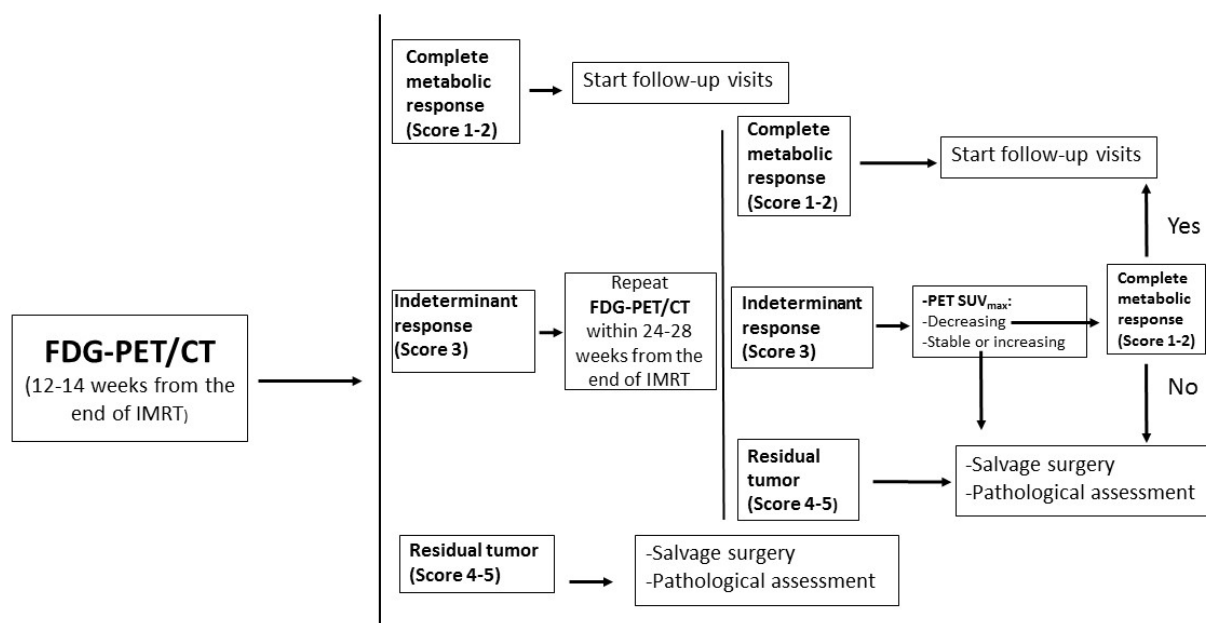 FDG-PET/CT
(12-14 weeks from the
end of IMRT)
Complete
metabolic
response
(Score 1-2)
Start follow-up visits
Indeterminant
response
(Score 3)
Repeat
FDG-PET/CT
within 24-28
weeks from the
end of IMRT
Complete
metabolic
response
(Score 1-2)
Start follow-up visits
Indeterminant
response
(Score 3)
-PET SUVmax:
-Decreasing
-Stable or increasing
Complete
metabolic
response
(Score 1-2)
Yes
No
Residual
tumor
(Score 4-5)
-Salvage surgery
-Pathological assessment
Residual tumor
(Score 4-5)
-Salvage surgery
-Pathological assessment